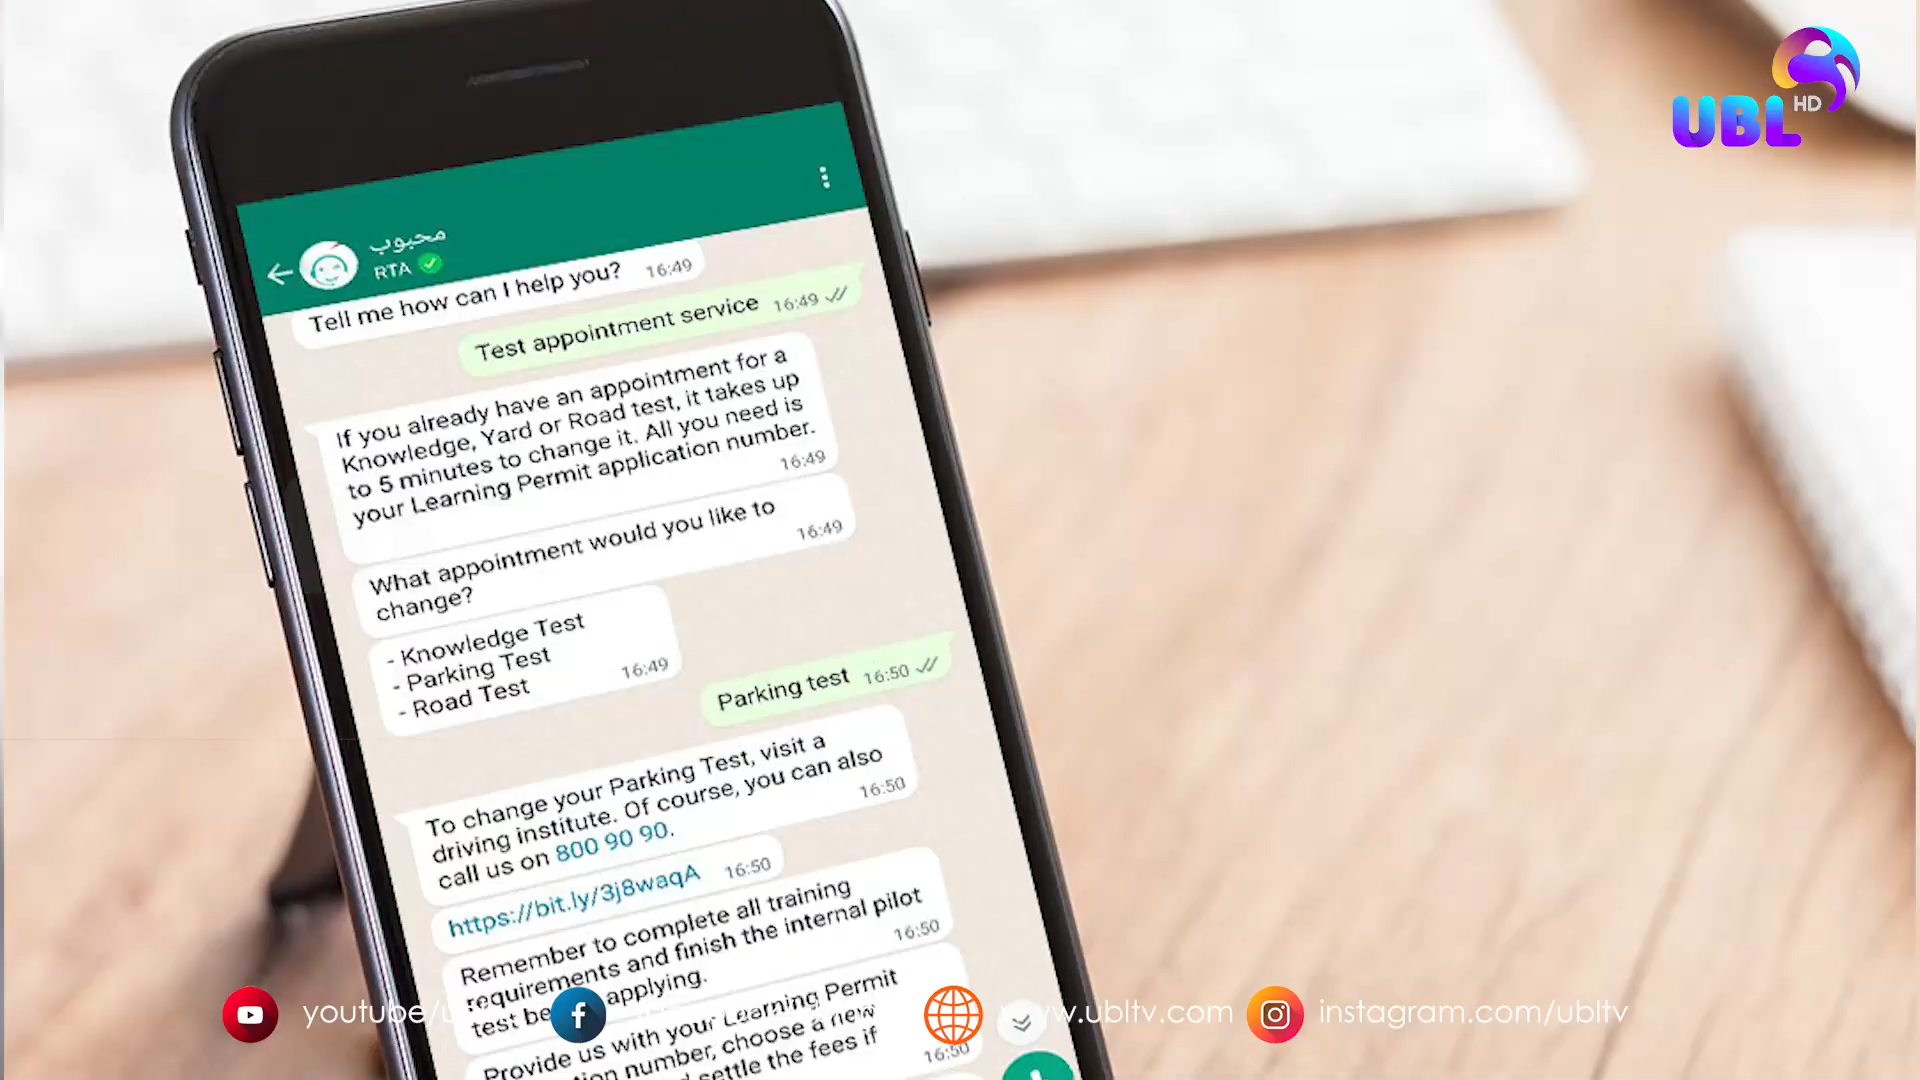 UBL HD
محبوب
RTA
Tell me how can I help you? 16:49
Test appointment service 16:49
If you already have an appointment for a
Knowledge, Yard or Road test, it takes up
to 5 minutes to change it. All you need is
your Learning Permit application number.
16:49
What appointment would you like to
change?
16:49
- Knowledge Test
- Parking Test
- Road Test
16:49
Parking test 16:50
To change your Parking Test, visit a
driving institute. Of course, you can also
call us on 800 90 90.
16:50
https://bit.ly/3j8waqA 16:50
Remember to complete all training
requirements and finish the internal pilot
test be applying.
16:50
Provide us with your Learning Permit
number, choose a new
settle the fees if
16:50
youtube/u
www.ubltv.com
instagram.com/ubltv